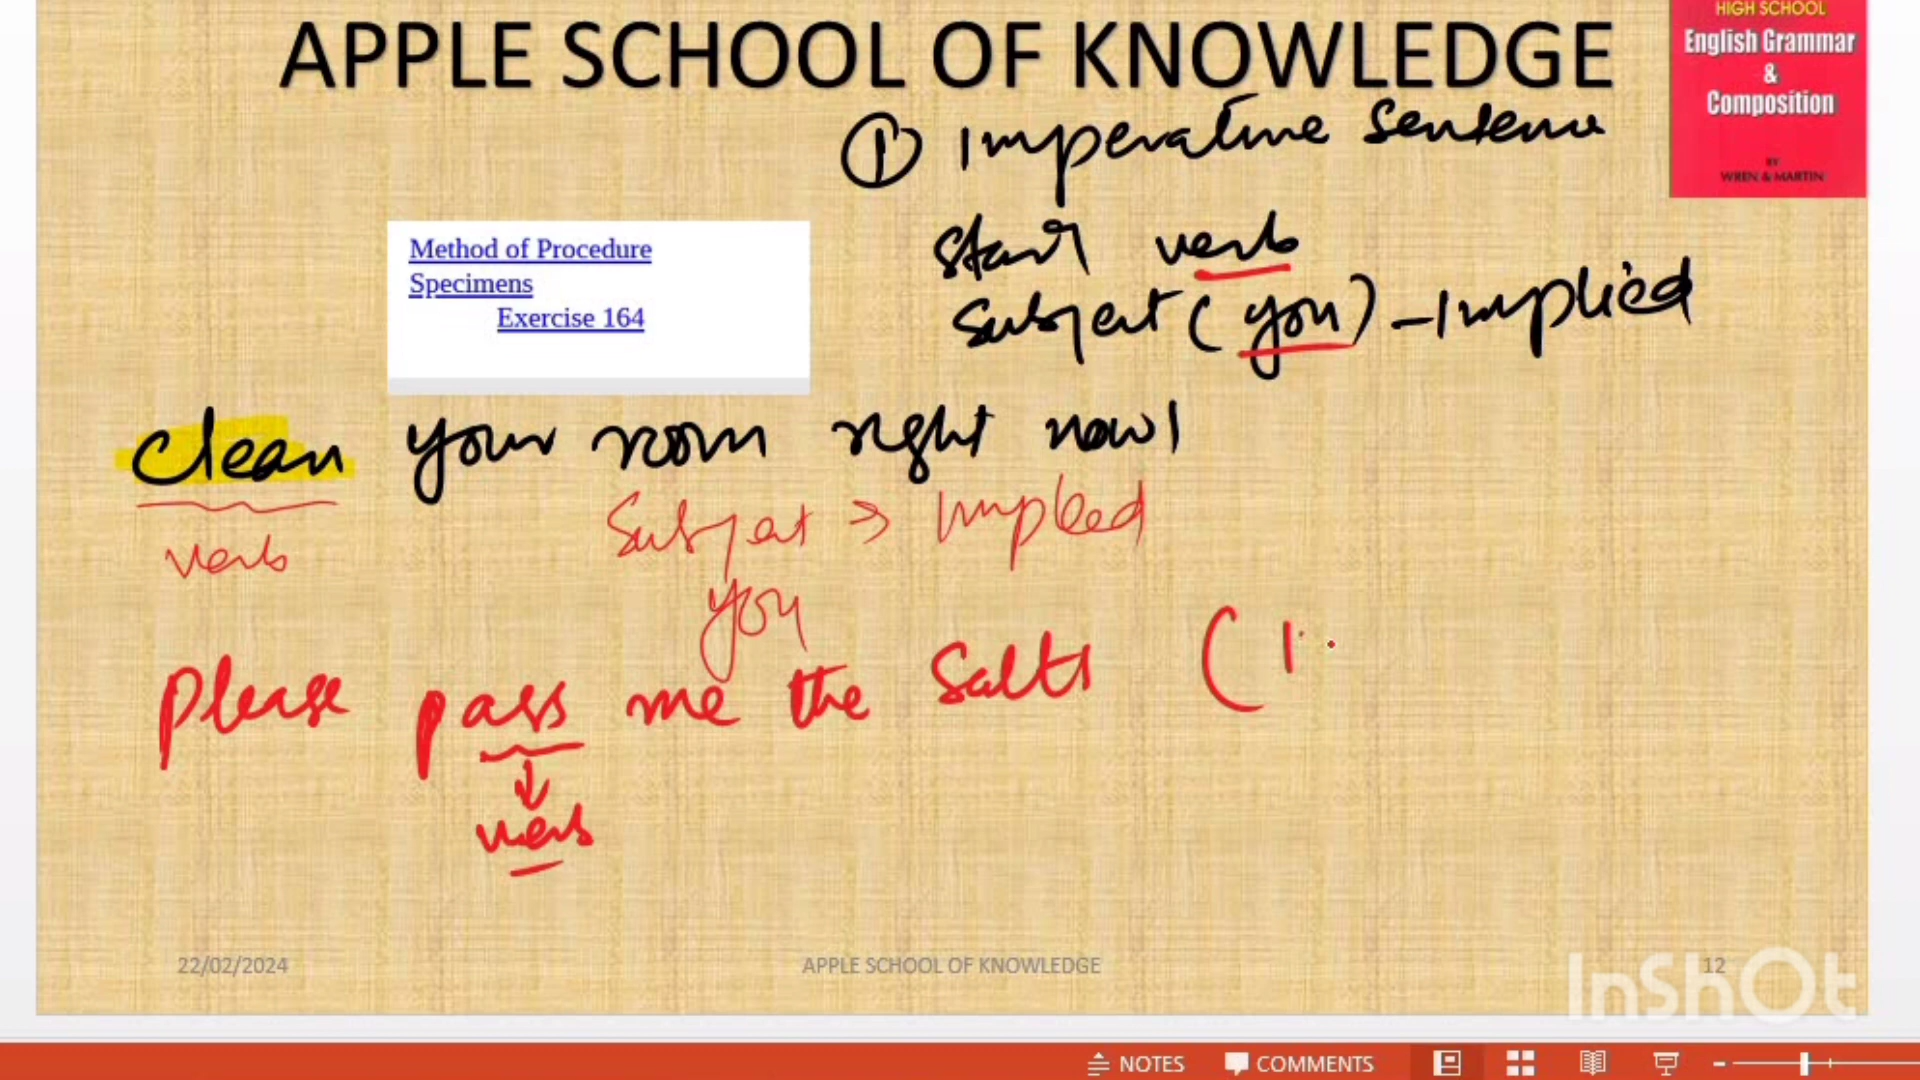 APPLE SCHOOL OF KNOWLEDGE
HIGH SCHOOL
English Grammar
&
Composition
BY
WREN & MARTIN
① Imperative Sentence
Start verb
Subject (you) - Implied
Method of Procedure
Specimens
Exercise 164
Clean your room right now!
verb
Subject → Implied
you
Please pass me the Salt! (I
↓
verb
22/02/2024
APPLE SCHOOL OF KNOWLEDGE
12
InShOt
NOTES
COMMENTS